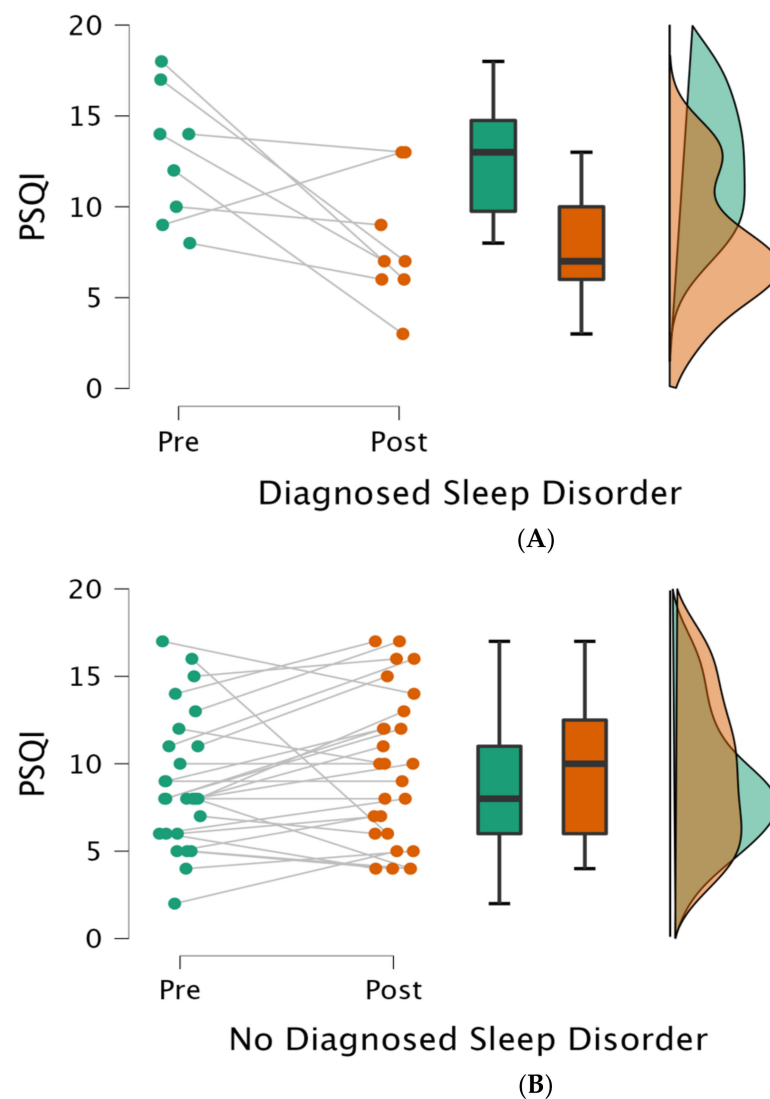 20
15
10
5
0
PSQI
Pre Post
Diagnosed Sleep Disorder
(A)
20
15
10
5
0
PSQI
Pre Post
No Diagnosed Sleep Disorder
(B)